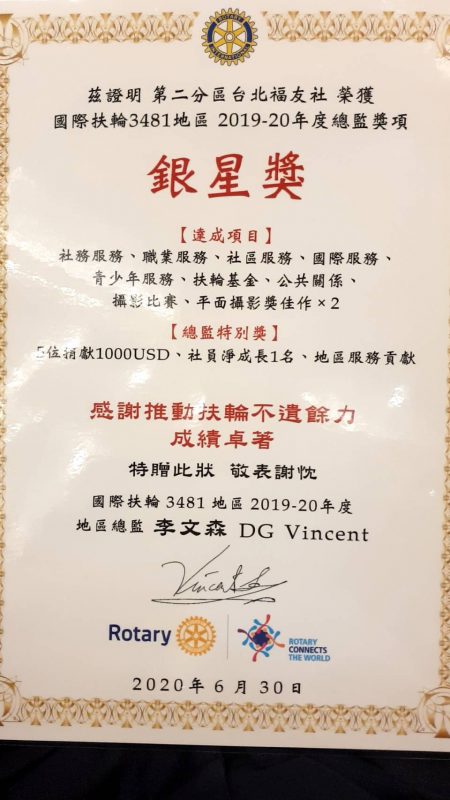 ROTARY
INTERNATIONAL
茲證明 第二分區台北福友社 榮獲
國際扶輪3481地區 2019-20年度總監獎項
銀星獎
【達成項目】
社務服務、職業服務、社區服務、國際服務、
青少年服務、扶輪基金、公共關係、
攝影比賽、平面攝影獎佳作×2
【總監特別獎】
5位捐獻1000USD、社員淨成長1名、地區服務貢獻
感謝推動扶輪不遺餘力
成績卓著
特贈此狀 敬表謝忱
國際扶輪 3481 地區 2019-20年度
地區總監 李文森 DG Vincent
Rotary
ROTARY
CONNECTS
THE WORLD
2020年6月30日